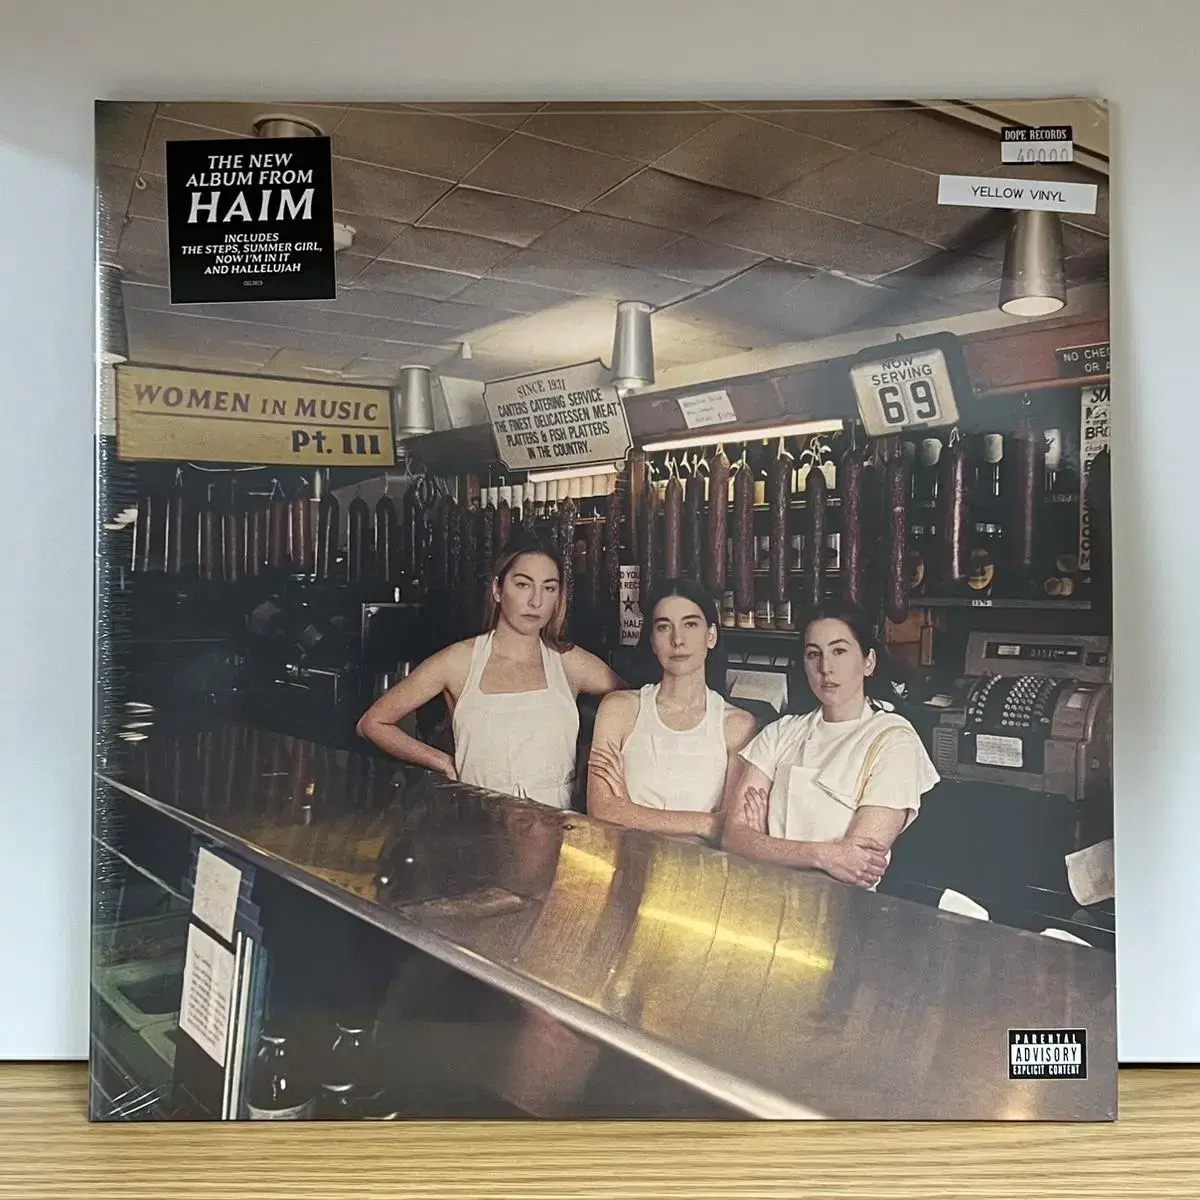 THE NEW
ALBUM FROM
HAIM
INCLUDES
THE STEPS, SUMMER GIRL,
NOW I'M IN IT
AND HALLELUJAH
DOPE RECORDS
40000
YELLOW VINYL
WOMEN IN MUSIC
Pt. III
SINCE 1931
CANTERS CATERING SERVICE
THE FINEST DELICATESSEN MEAT
PLATTERS & FISH PLATTERS
IN THE COUNTRY.
NOW
SERVING
69
NO CHEC
OR A
PARENTAL
ADVISORY
EXPLICIT CONTENT